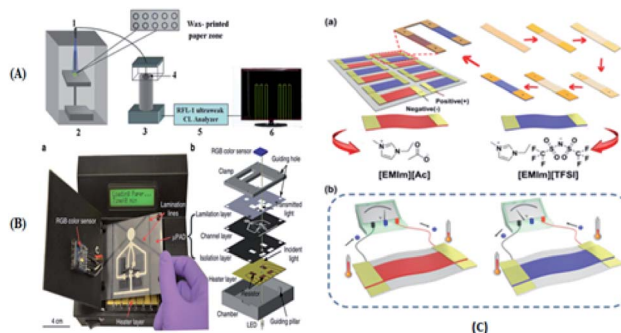 (A)
1
Wax- printed
paper zone
4
RFL-1 ultraweak
CL Analyzer
2
3
5
6
(B)
a
RGB color sensor
Lamination
lines
μPAD
Heater layer
4 cm
b
RGB color sensor
Clamp
Guiding hole
Transmitted
light
Lamilation layer
Channel layer
Isolation layer
Incident
light
Heater layer
Resistor
Chamber
LED
Guiding pillar
(a)
Positive(+)
Negative(-)
[EMIm][Ac]
[EMIm][TFSI]
(b)
(C)